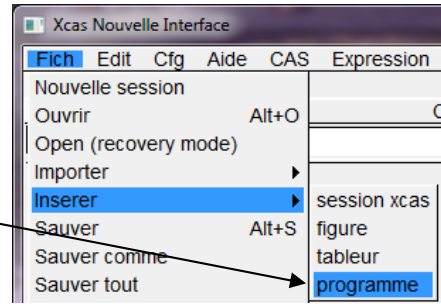 Xcas Nouvelle Interface
Fich Edit Cfg Aide CAS Expression
Nouvelle session
Ouvrir Alt+O
Open (recovery mode)
Importer
Inserer
session xcas
Sauver Alt+S
figure
Sauver comme
tableur
Sauver tout
programme